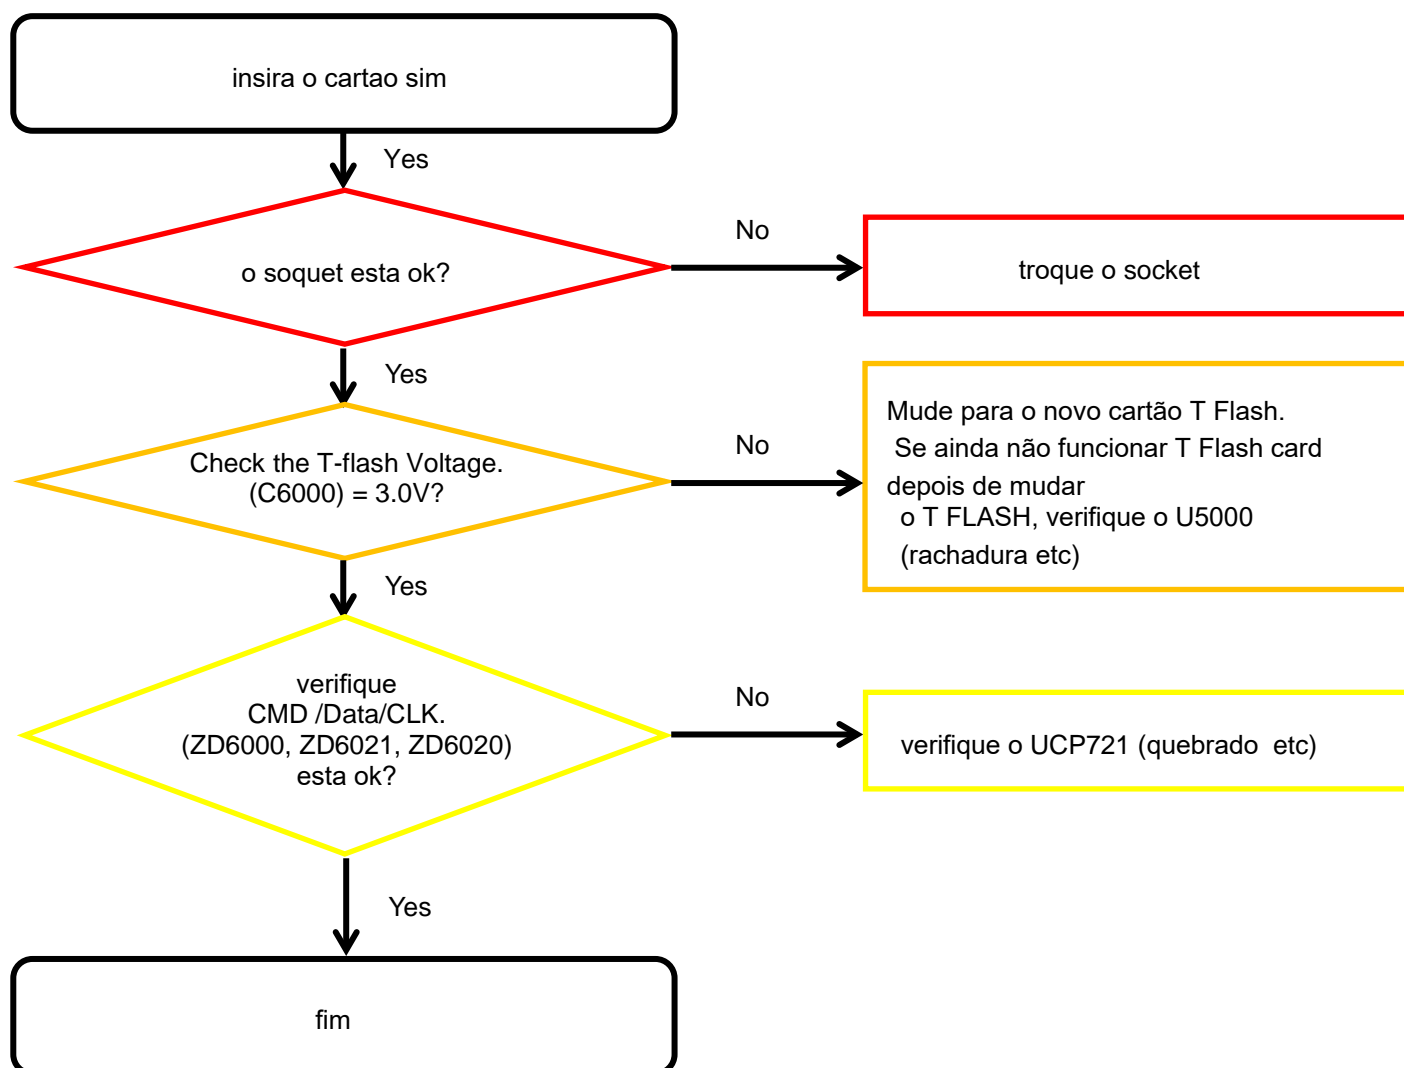 insira o cartao sim
Yes
o soquet esta ok?
No
troque o socket
Yes
Check the T-flash Voltage.
(C6000) = 3.0V?
No
Mude para o novo cartão T Flash.
Se ainda não funcionar T Flash card
depois de mudar
o T FLASH, verifique o U5000
(rachadura etc)
Yes
verifique
CMD /Data/CLK.
(ZD6000, ZD6021, ZD6020)
esta ok?
No
verifique o UCP721 (quebrado  etc)
Yes
fim